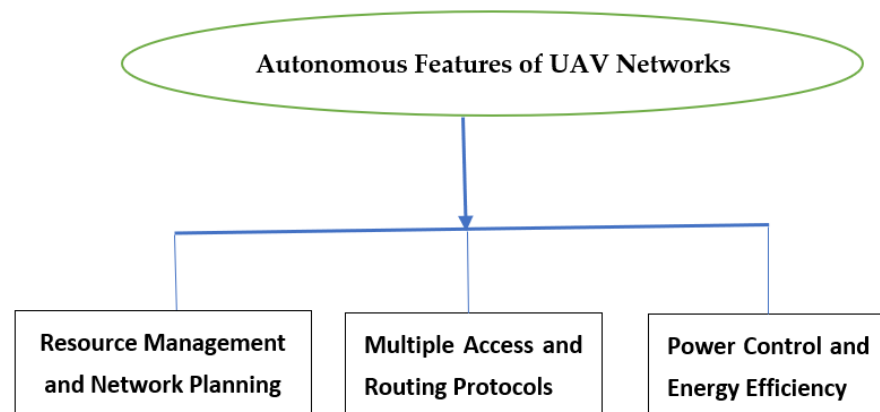 Autonomous Features of UAV Networks
Resource Management
and Network Planning
Multiple Access and
Routing Protocols
Power Control and
Energy Efficiency